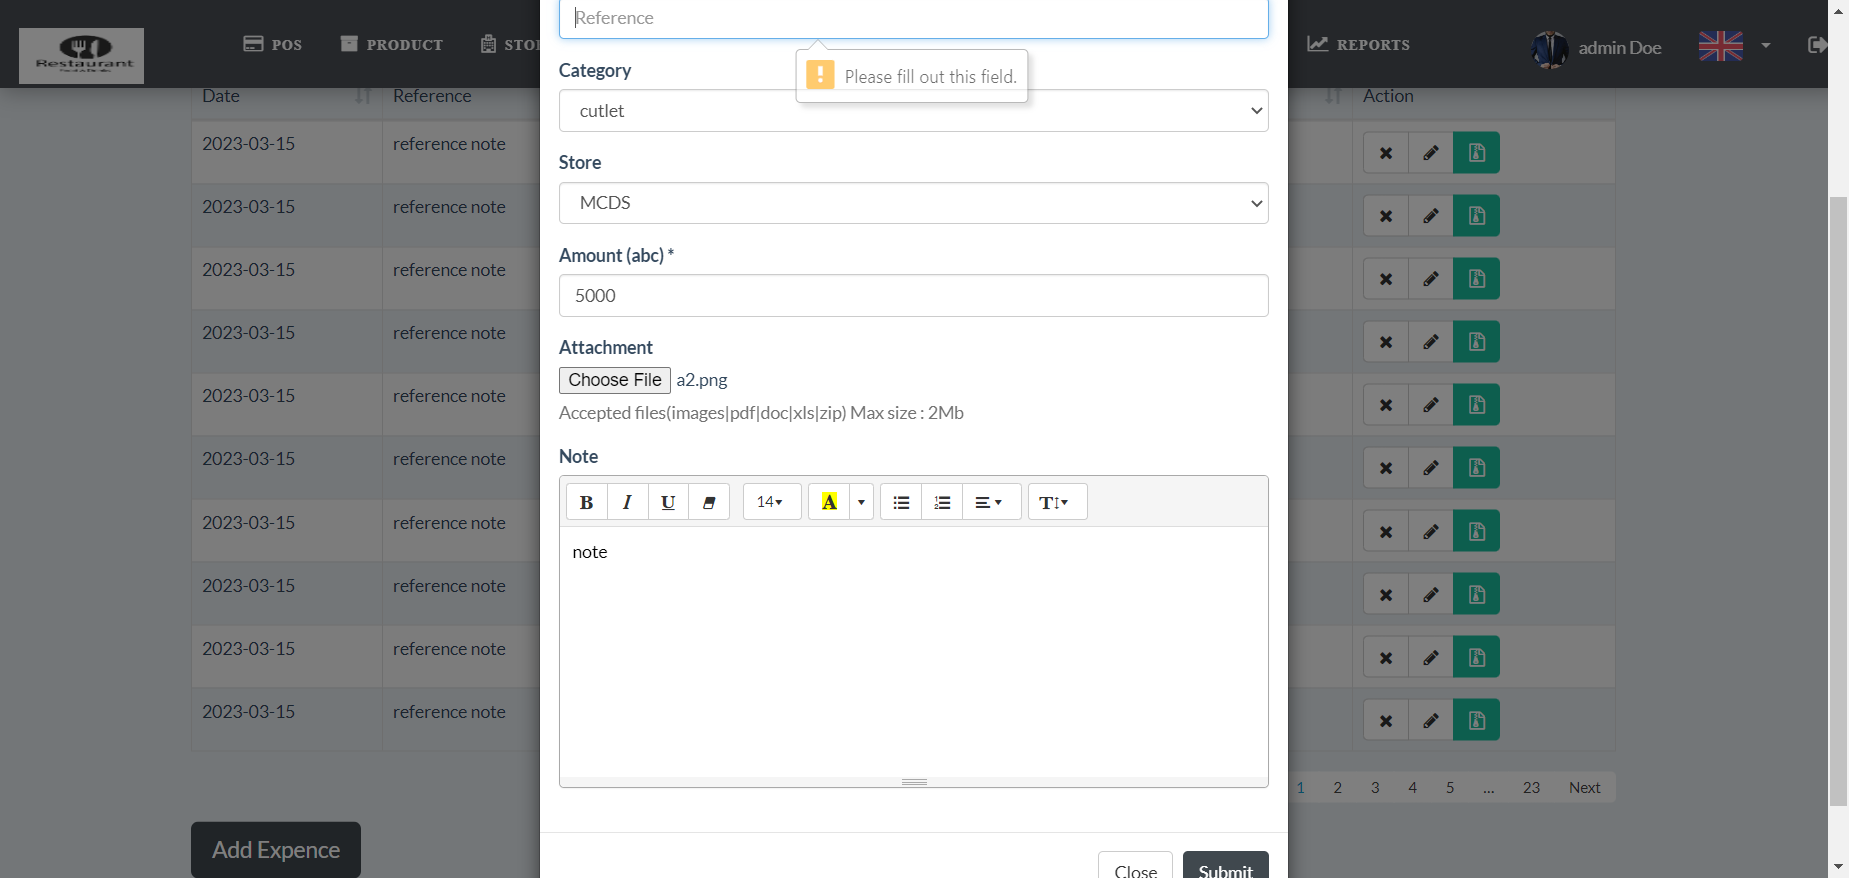 Reference
Restaurant
POS
PRODUCT
STO
REPORTS
admin Doe
Please fill out this field.
Category
cutlet
Date
Reference
Action
2023-03-15
reference note
Store
MCDS
2023-03-15
reference note
Amount (abc) *
5000
2023-03-15
reference note
2023-03-15
reference note
Attachment
Choose File a2.png
Accepted files(images|pdf|doc|xls|zip) Max size : 2Mb
2023-03-15
reference note
Note
2023-03-15
reference note
B I U 14 A T
note
2023-03-15
reference note
2023-03-15
reference note
2023-03-15
reference note
2023-03-15
reference note
1 2 3 4 5 ... 23 Next
Add Expence
Close
Submit